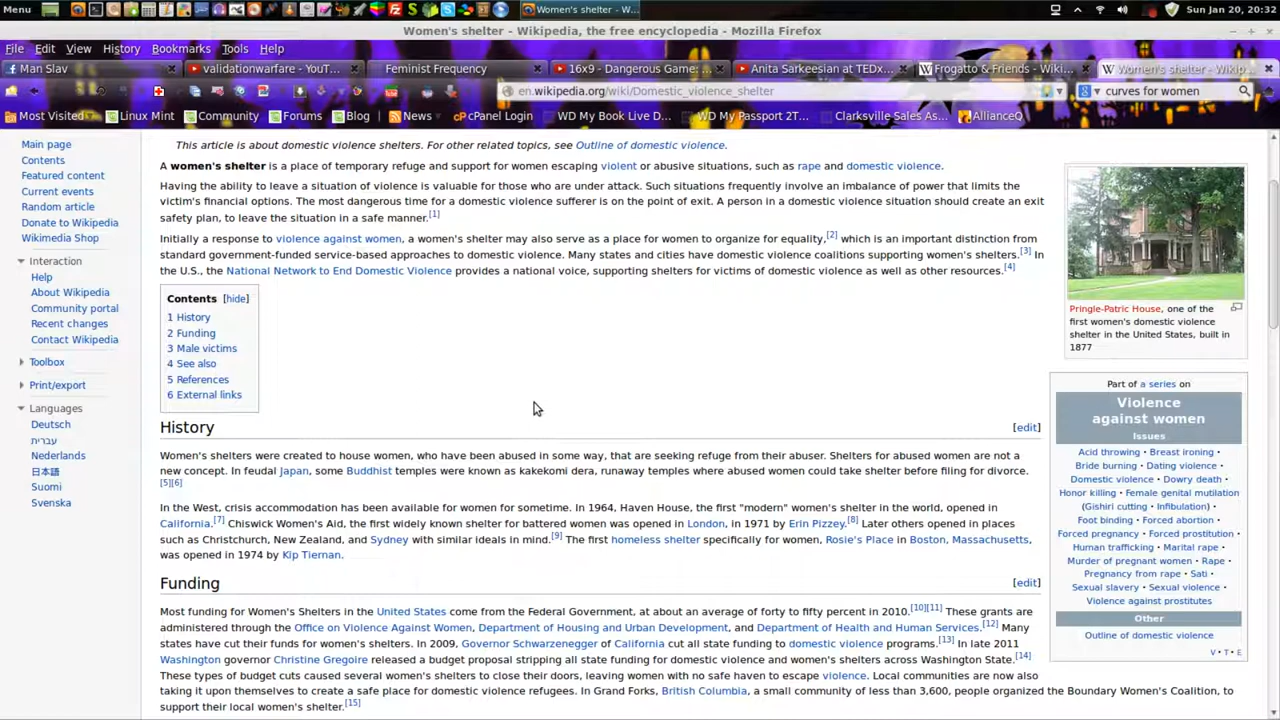 Menu
Women's shelter - W...
Sun Jan 20, 20:32
Women's shelter - Wikipedia, the free encyclopedia - Mozilla Firefox
File Edit View History Bookmarks Tools Help
Man Slav
validationwarfare - YouT...
Feminist Frequency
16x9 - Dangerous Game: ...
Anita Sarkeesian at TEDx...
Frogatto & Friends - Wiki...
Women's shelter - Wikip...
en.wikipedia.org/wiki/Domestic_violence_shelter
curves for women
Most Visited Linux Mint Community Forums Blog News cPanel Login WD My Book Live D... WD My Passport 2T... Clarksville Sales As... AllianceQ
Main page
Contents
Featured content
Current events
Random article
Donate to Wikipedia
Wikimedia Shop
Interaction
Help
About Wikipedia
Community portal
Recent changes
Contact Wikipedia
Toolbox
Print/export
Languages
Deutsch
עברית
Nederlands
日本語
Suomi
Svenska
This article is about domestic violence shelters. For other related topics, see Outline of domestic violence.
A women's shelter is a place of temporary refuge and support for women escaping violent or abusive situations, such as rape and domestic violence.
Having the ability to leave a situation of violence is valuable for those who are under attack. Such situations frequently involve an imbalance of power that limits the
victim's financial options. The most dangerous time for a domestic violence sufferer is on the point of exit. A person in a domestic violence situation should create an exit
safety plan, to leave the situation in a safe manner.[1]
Initially a response to violence against women, a women's shelter may also serve as a place for women to organize for equality,[2] which is an important distinction from
standard government-funded service-based approaches to domestic violence. Many states and cities have domestic violence coalitions supporting women's shelters.[3] In
the U.S., the National Network to End Domestic Violence provides a national voice, supporting shelters for victims of domestic violence as well as other resources.[4]
Contents [hide]
1 History
2 Funding
3 Male victims
4 See also
5 References
6 External links
History [edit]
Women's shelters were created to house women, who have been abused in some way, that are seeking refuge from their abuser. Shelters for abused women are not a
new concept. In feudal Japan, some Buddhist temples were known as kakekomi dera, runaway temples where abused women could take shelter before filing for divorce.
[5][6]
In the West, crisis accommodation has been available for women for sometime. In 1964, Haven House, the first "modern" women's shelter in the world, opened in
California.[7] Chiswick Women's Aid, the first widely known shelter for battered women was opened in London, in 1971 by Erin Pizzey.[8] Later others opened in places
such as Christchurch, New Zealand, and Sydney with similar ideals in mind.[9] The first homeless shelter specifically for women, Rosie's Place in Boston, Massachusetts,
was opened in 1974 by Kip Tiernan.
Funding [edit]
Most funding for Women's Shelters in the United States come from the Federal Government, at about an average of forty to fifty percent in 2010.[10][11] These grants are
administered through the Office on Violence Against Women, Department of Housing and Urban Development, and Department of Health and Human Services.[12] Many
states have cut their funds for women's shelters. In 2009, Governor Schwarzenegger of California cut all state funding to domestic violence programs.[13] In late 2011
Washington governor Christine Gregoire released a budget proposal stripping all state funding for domestic violence and women's shelters across Washington State.[14]
These types of budget cuts caused several women's shelters to close their doors, leaving women with no safe haven to escape violence. Local communities are now also
taking it upon themselves to create a safe place for domestic violence refugees. In Grand Forks, British Columbia, a small community of less than 3,600, people organized the Boundary Women's Coalition, to
support their local women's shelter.[15]
Pringle-Patric House, one of the
first women's domestic violence
shelter in the United States, built in
1877
Part of a series on
Violence
against women
Issues
Acid throwing · Breast ironing ·
Bride burning · Dating violence ·
Domestic violence · Dowry death ·
Honor killing · Female genital mutilation
(Gishiri cutting · Infibulation) ·
Foot binding · Forced abortion ·
Forced pregnancy · Forced prostitution ·
Human trafficking · Marital rape ·
Murder of pregnant women · Rape ·
Pregnancy from rape · Sati ·
Sexual slavery · Sexual violence ·
Violence against prostitutes
Other
Outline of domestic violence
V · T · E